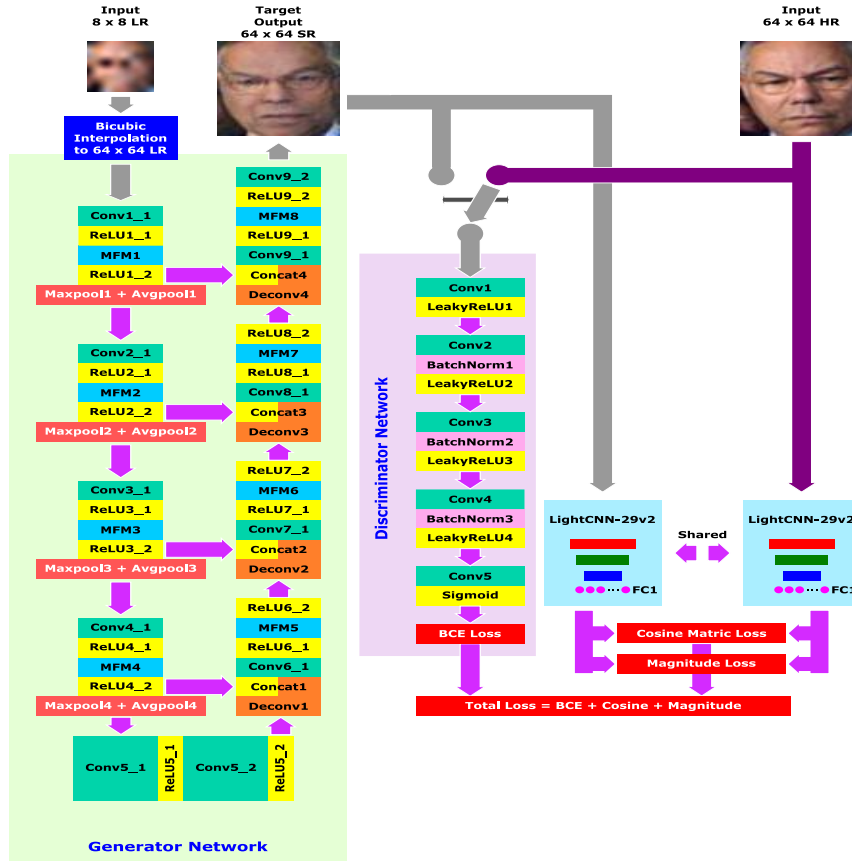 Input
8 x 8 LR
Target
Output
64 x 64 SR
Input
64 x 64 HR
Bicubic
Interpolation
to 64 x 64 LR
Conv1_1
ReLU1_1
MFM1
ReLU1_2
Maxpool1 + Avgpool1
Conv2_1
ReLU2_1
MFM2
ReLU2_2
Maxpool2 + Avgpool2
Conv3_1
ReLU3_1
MFM3
ReLU3_2
Maxpool3 + Avgpool3
Conv4_1
ReLU4_1
MFM4
ReLU4_2
Maxpool4 + Avgpool4
Conv5_1
ReLU5_1
Conv5_2
ReLU5_2
Conv9_2
ReLU9_2
MFM8
ReLU9_1
Conv9_1
Concat4
Deconv4
ReLU8_2
MFM7
ReLU8_1
Conv8_1
Concat3
Deconv3
ReLU7_2
MFM6
ReLU7_1
Conv7_1
Concat2
Deconv2
ReLU6_2
MFM5
ReLU6_1
Conv6_1
Concat1
Deconv1
Generator Network
Discriminator Network
Conv1
LeakyReLU1
Conv2
BatchNorm1
LeakyReLU2
Conv3
BatchNorm2
LeakyReLU3
Conv4
BatchNorm3
LeakyReLU4
Conv5
Sigmoid
BCE Loss
LightCNN-29v2
FC1
Shared
LightCNN-29v2
FC1
Cosine Matric Loss
Magnitude Loss
Total Loss = BCE + Cosine + Magnitude